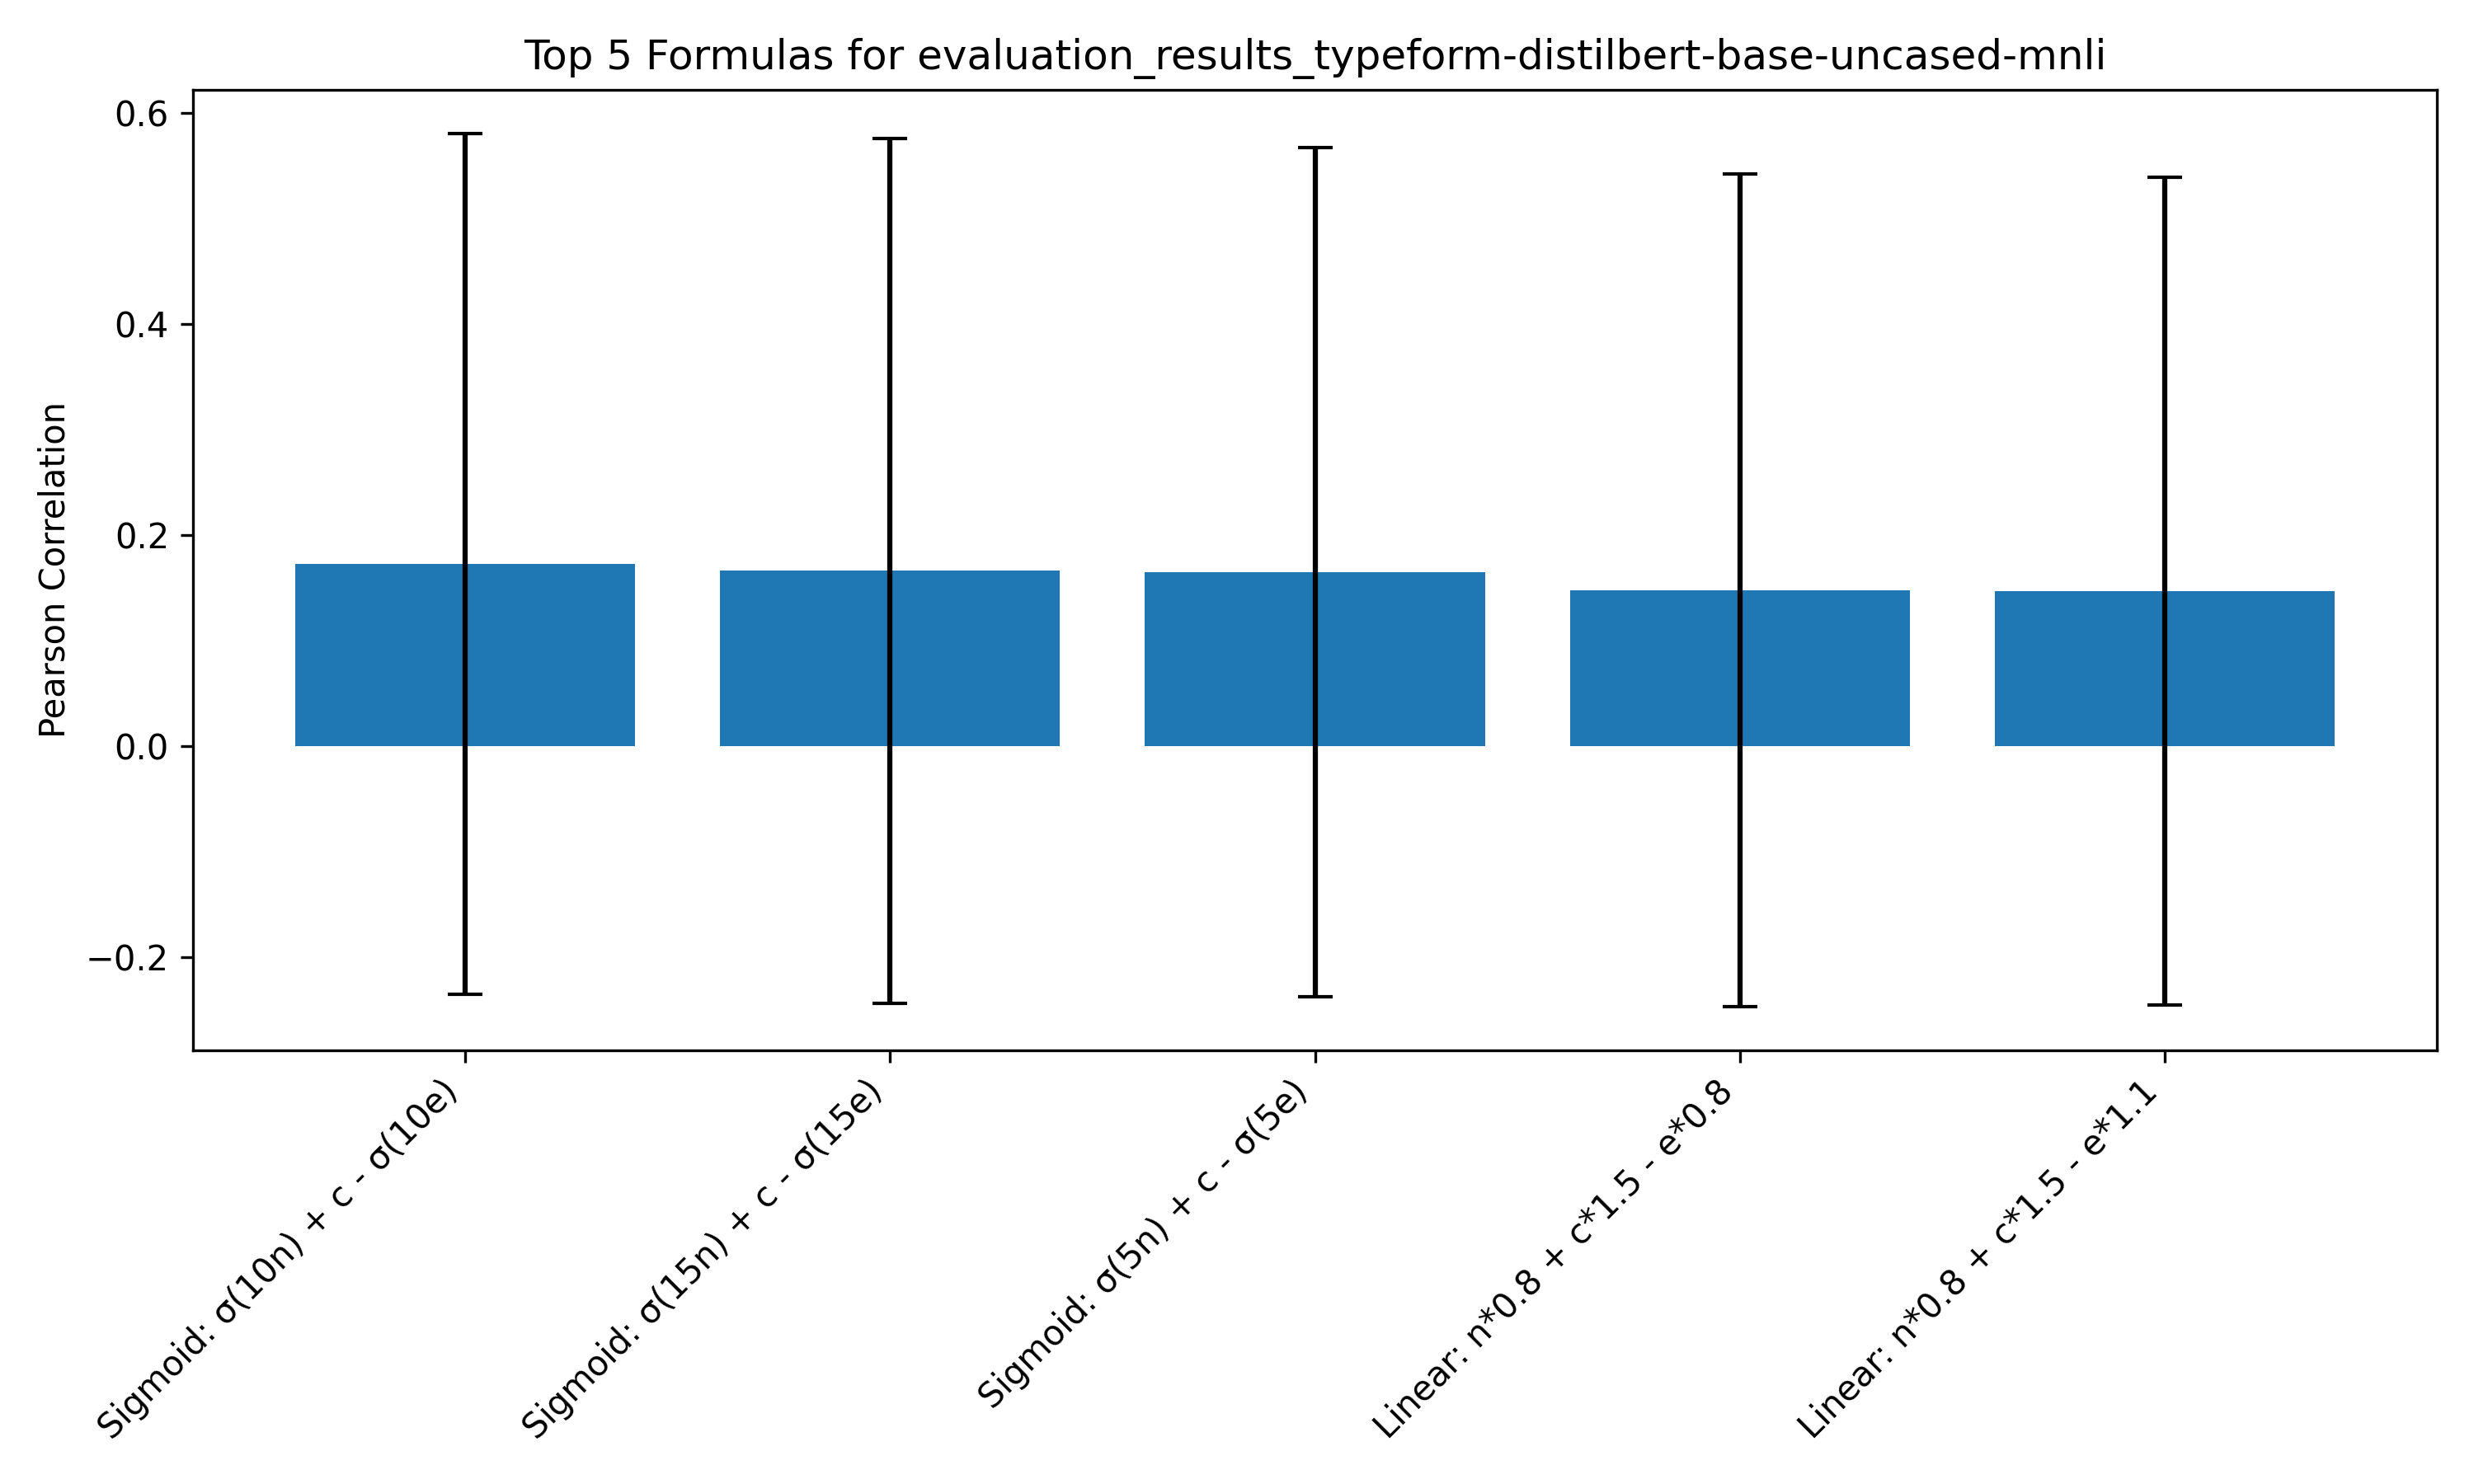 Top 5 Formulas for evaluation_results_typeform-distilbert-base-uncased-mnli
Pearson Correlation
0.6
0.4
0.2
0.0
−0.2
Sigmoid: σ(10n) + c - σ(10e)
Sigmoid: σ(15n) + c - σ(15e)
Sigmoid: σ(5n) + c - σ(5e)
Linear: n*0.8 + c*1.5 - e*0.8
Linear: n*0.8 + c*1.5 - e*1.1